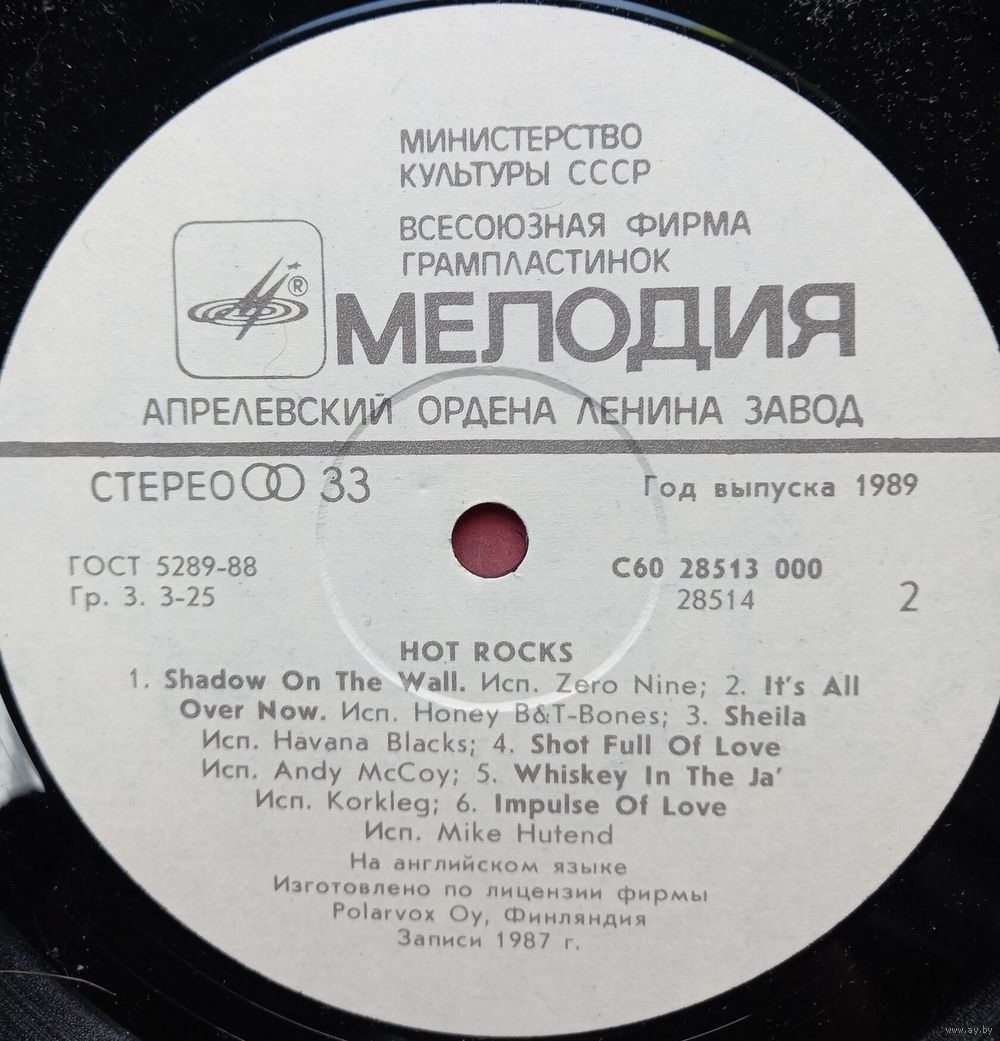 МИНИСТЕРСТВО
КУЛЬТУРЫ СССР
ВСЕСОЮЗНАЯ ФИРМА
ГРАМПЛАСТИНОК
®
МЕЛОДИЯ
АПРЕЛЕВСКИЙ ОРДЕНА ЛЕНИНА ЗАВОД
СТЕРЕО 33
Год выпуска 1989
ГОСТ 5289-88
Гр. 3. 3-25
С60 28513 000
28514
2
HOT ROCKS
1. Shadow On The Wall. Исп. Zero Nine; 2. It's All
Over Now. Исп. Honey B&T-Bones; 3. Sheila
Исп. Havana Blacks; 4. Shot Full Of Love
Исп. Andy McCoy; 5. Whiskey In The Ja'
Исп. Korkleg; 6. Impulse Of Love
Исп. Mike Hutend
На английском языке
Изготовлено по лицензии фирмы
Polarvox Oy, Финляндия
Записи 1987 г.
www.ay.by